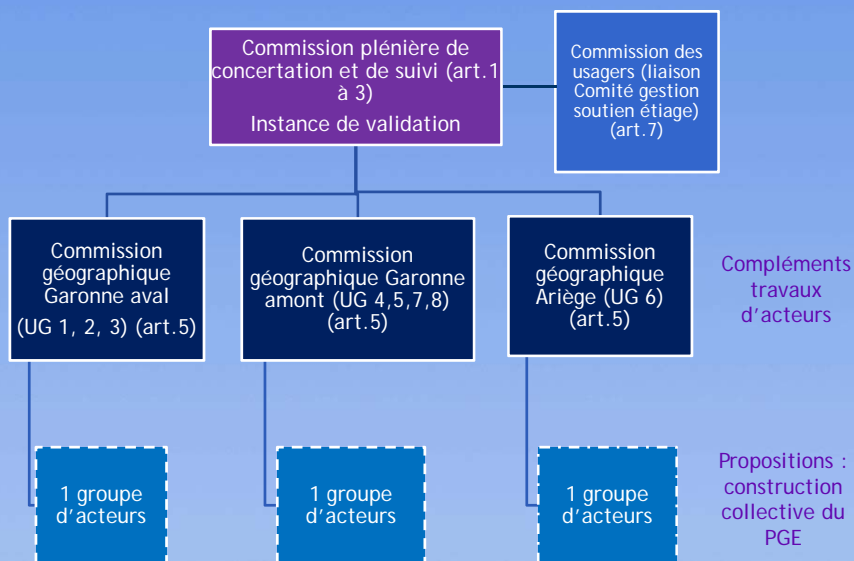 Commission plénière de
concertation et de suivi (art.1
à 3)
Instance de validation
Commission des
usagers (liaison
Comité gestion
soutien étiage)
(art.7)
Commission
géographique
Garonne aval
(UG 1, 2, 3) (art.5)
Commission
géographique Garonne
amont (UG 4,5,7,8)
(art.5)
Commission
géographique
Ariège (UG 6)
(art.5)
Compléments
travaux
d'acteurs
1 groupe
d'acteurs
1 groupe
d'acteurs
1 groupe
d'acteurs
Propositions :
construction
collective du
PGE